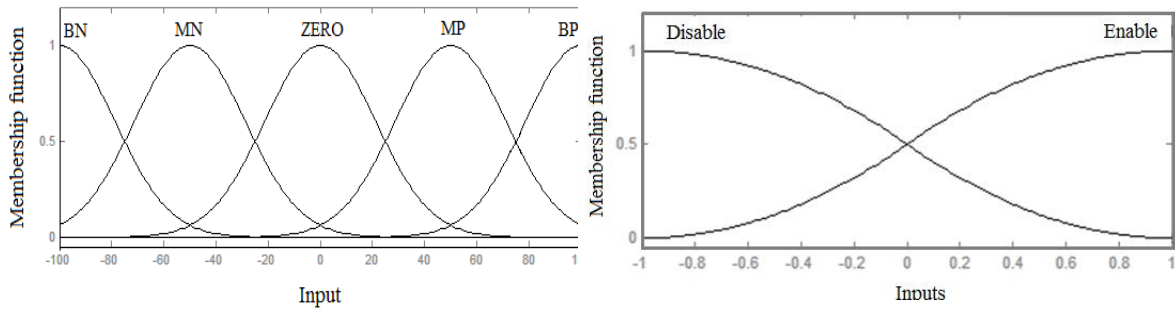 BN MN ZERO MP BP
Membership function
1
0.5
0
-100 -80 -60 -40 -20 0 20 40 60 80 1
Input
Disable Enable
Membership function
1
0.5
0
-1 -0.8 -0.6 -0.4 -0.2 0 0.2 0.4 0.6 0.8 1
Inputs